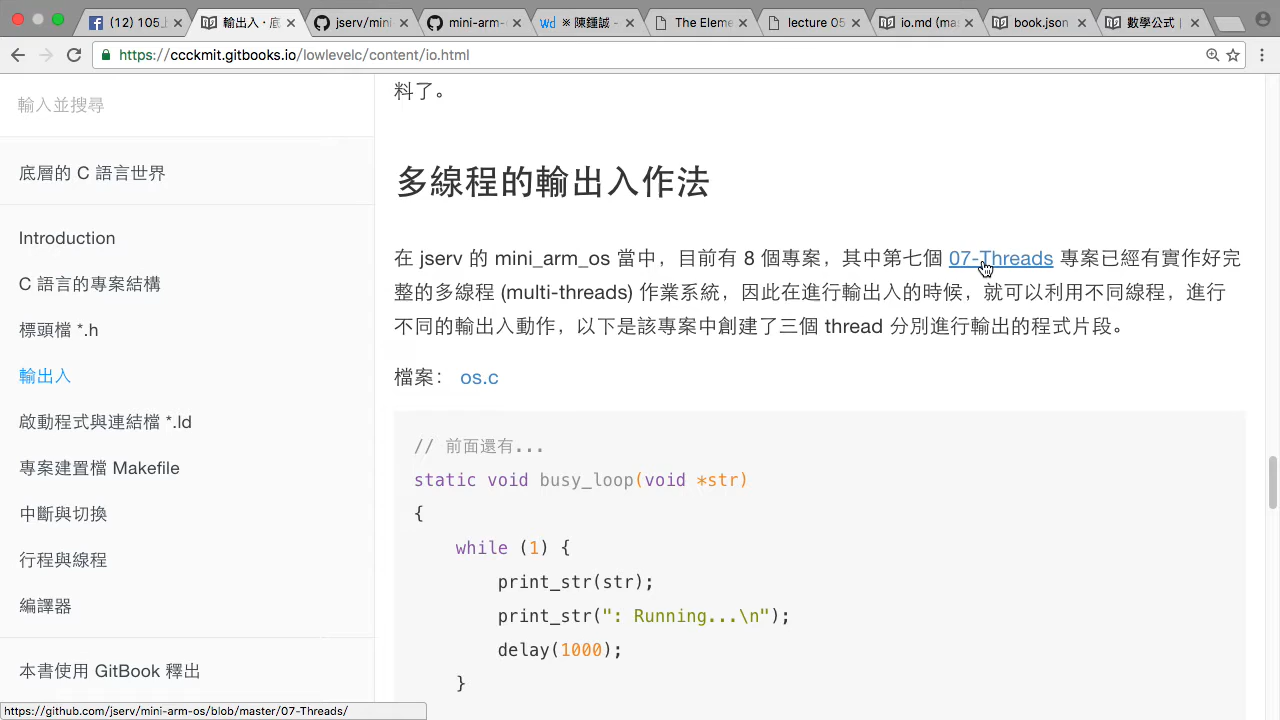 (12) 105_
輸出入 · 底
jserv/mini
mini-arm-
Wd ※ 陳鍾誠 -
The Eleme
lecture 05
io.md (ma
book.json
數學公式 |
https://ccckmit.gitbooks.io/lowlevelc/content/io.html
輸入並搜尋
底層的 C 語言世界
Introduction
C 語言的專案結構
標頭檔 *.h
輸出入
啟動程式與連結檔 *.ld
專案建置檔 Makefile
中斷與切換
行程與線程
編譯器
本書使用 GitBook 釋出
料了。
多線程的輸出入作法
在 jserv 的 mini_arm_os 當中，目前有 8 個專案，其中第七個 07-Threads 專案已經有實作好完
整的多線程 (multi-threads) 作業系統，因此在進行輸出入的時候，就可以利用不同線程，進行
不同的輸出入動作，以下是該專案中創建了三個 thread 分別進行輸出的程式片段。
檔案： os.c
// 前面還有...
static void busy_loop(void *str)
{
while (1) {
print_str(str);
print_str(": Running...\n");
delay(1000);
}
https://github.com/jserv/mini-arm-os/blob/master/07-Threads/